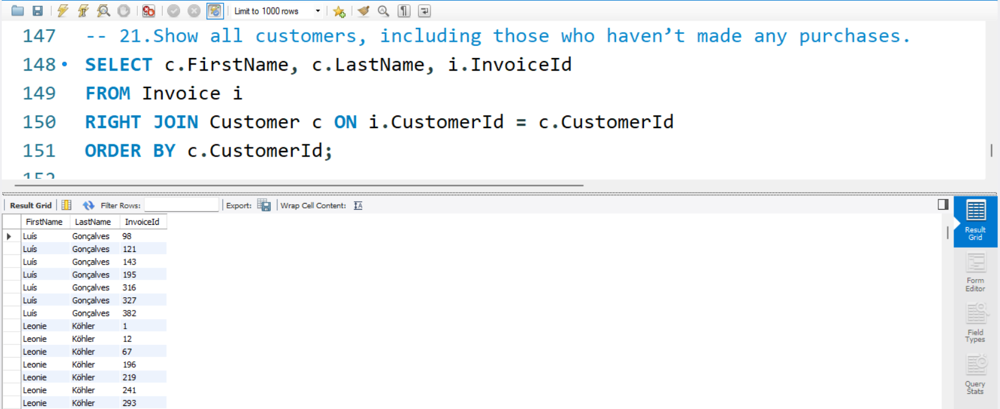 Limit to 1000 rows
147 -- 21.Show all customers, including those who haven’t made any purchases.
148 SELECT c.FirstName, c.LastName, i.InvoiceId
149 FROM Invoice i
150 RIGHT JOIN Customer c ON i.CustomerId = c.CustomerId
151 ORDER BY c.CustomerId;
152
Result Grid Filter Rows: Export: Wrap Cell Content:
FirstName LastName InvoiceId
Luís Gonçalves 98
Luís Gonçalves 121
Luís Gonçalves 143
Luís Gonçalves 195
Luís Gonçalves 316
Luís Gonçalves 327
Luís Gonçalves 382
Leonie Köhler 1
Leonie Köhler 12
Leonie Köhler 67
Leonie Köhler 196
Leonie Köhler 219
Leonie Köhler 241
Leonie Köhler 293
Result
Grid
Form
Editor
Field
Types
Query
Stats